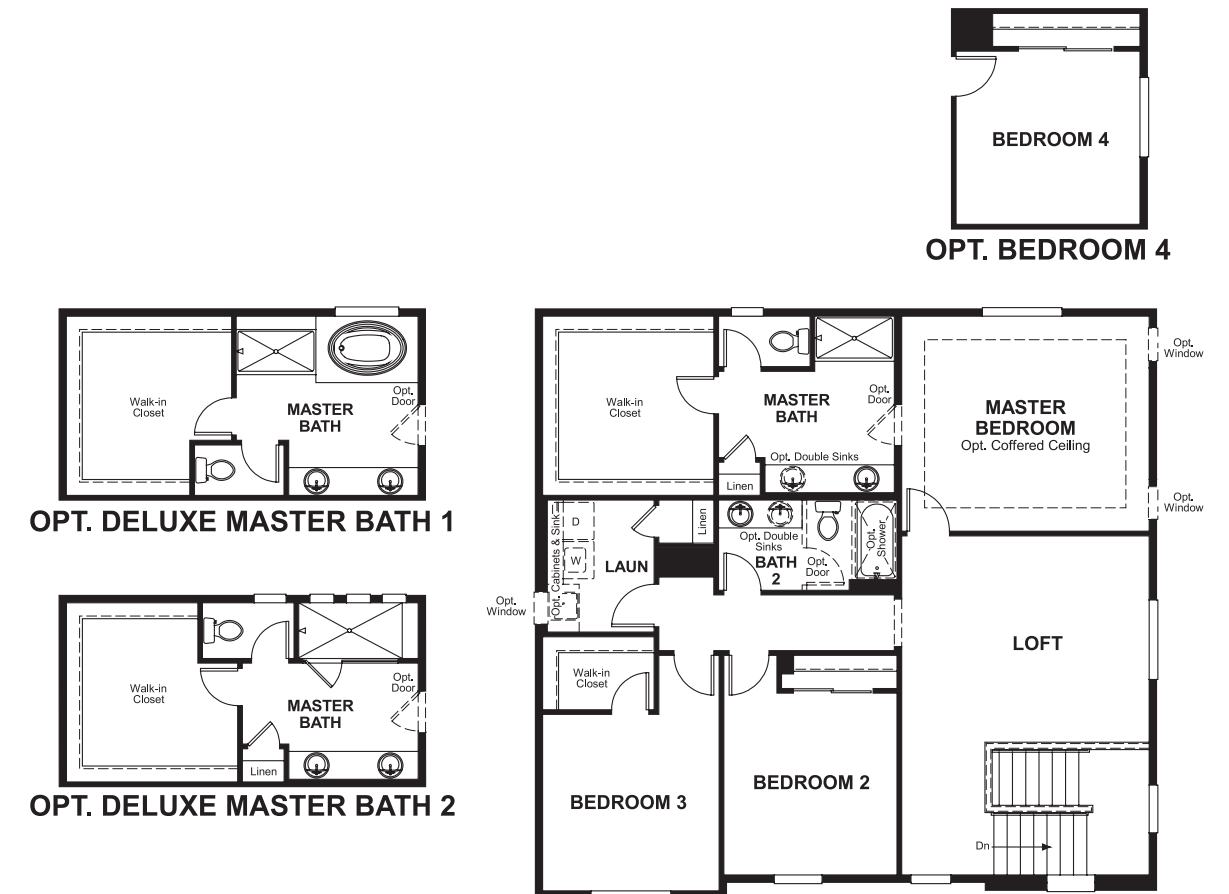 BEDROOM 4
OPT. BEDROOM 4
Walk-in
Closet
MASTER
BATH
Opt.
Door
OPT. DELUXE MASTER BATH 1
Walk-in
Closet
MASTER
BATH
Opt.
Door
Linen
OPT. DELUXE MASTER BATH 2
Walk-in
Closet
MASTER
BATH
Opt.
Door
Opt. Double Sinks
Linen
MASTER
BEDROOM
Opt. Coffered Ceiling
Opt.
Window
Opt.
Window
Opt. Cabinets & Sink
D
W
LAUN
Linen
Opt. Double
Sinks
BATH
2
Opt.
Door
Opt.
Shower
Opt.
Window
Walk-in
Closet
LOFT
BEDROOM 3
BEDROOM 2
Dn